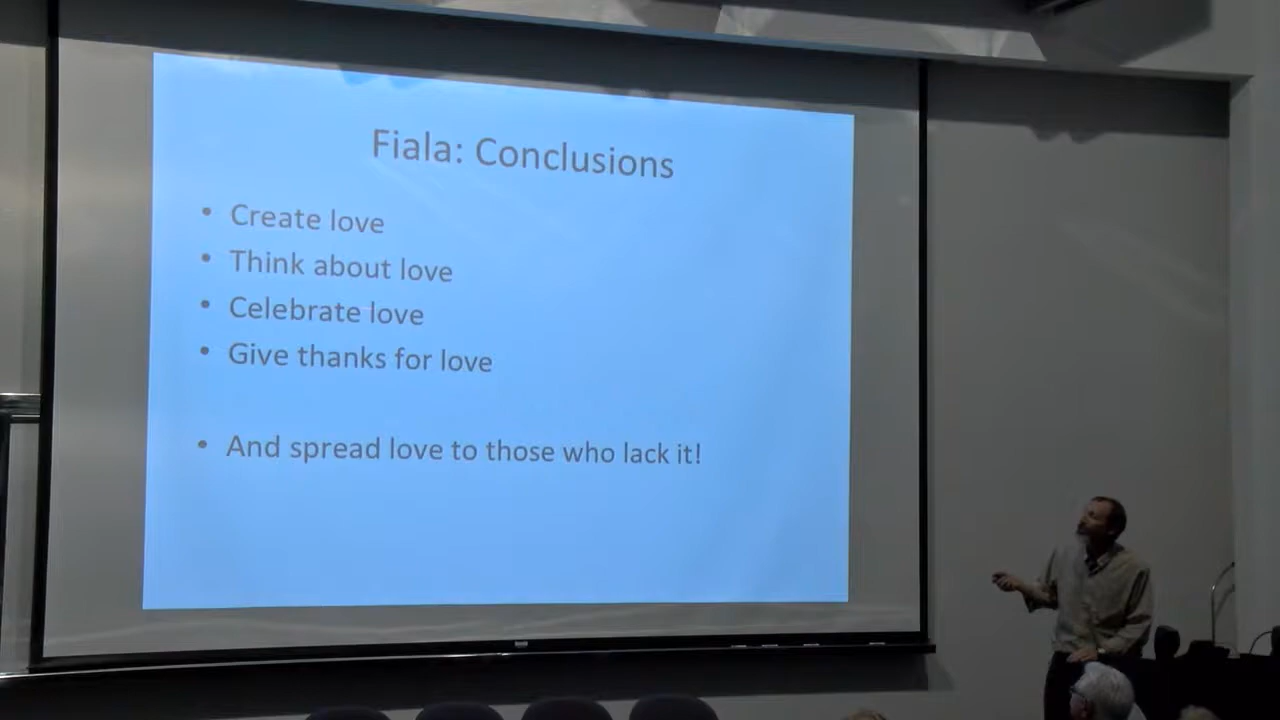 Fiala: Conclusions
• Create love
• Think about love
• Celebrate love
• Give thanks for love
• And spread love to those who lack it!